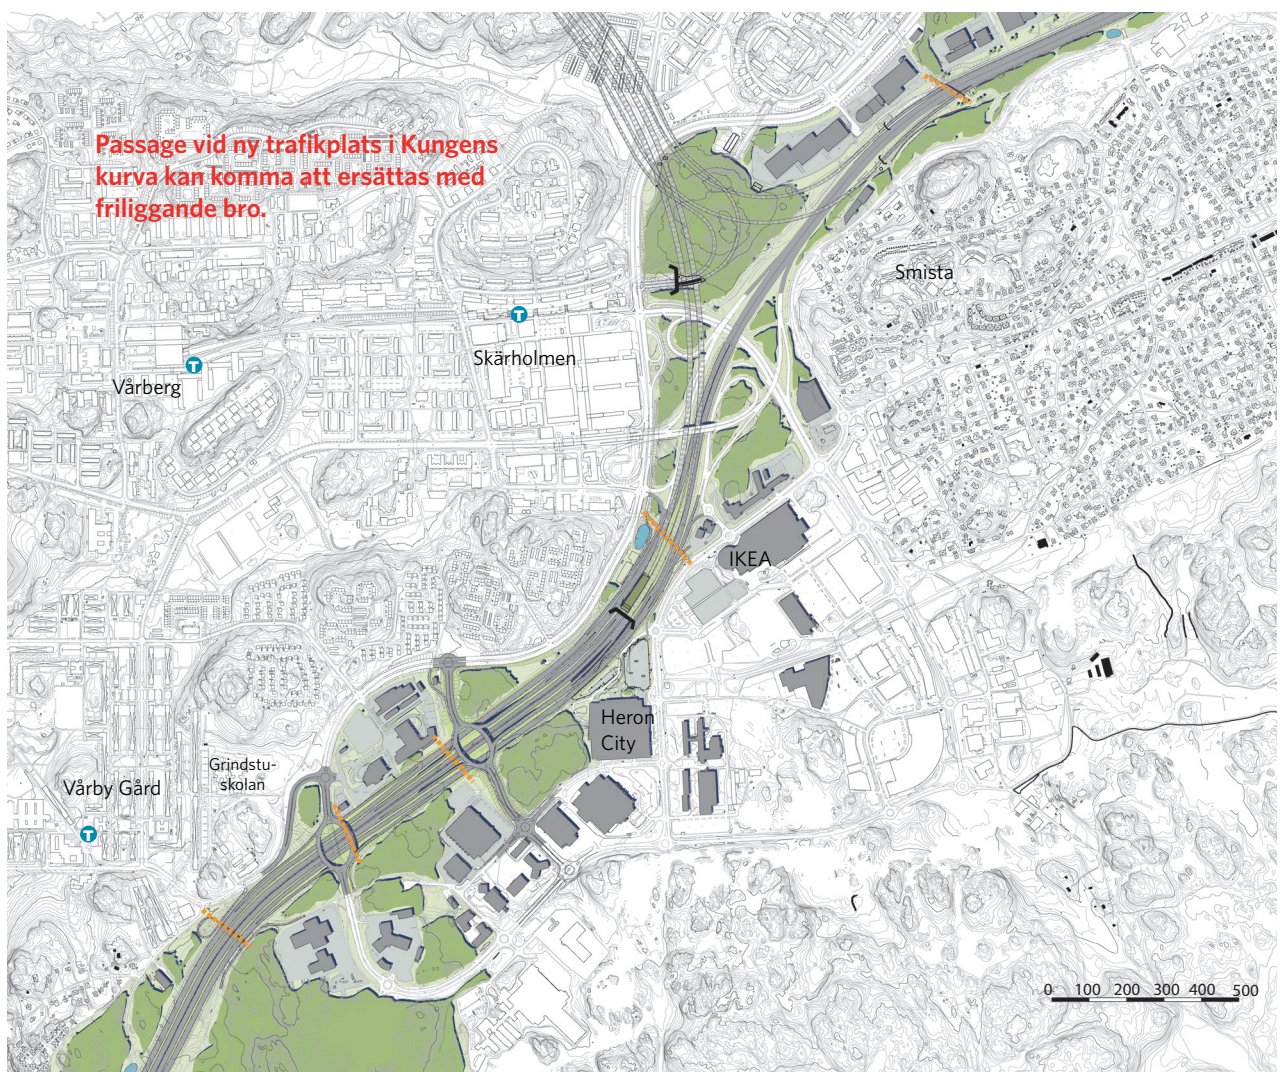 Passage vid ny trafikplats i Kungens
kurva kan komma att ersättas med
friliggande bro.
Smista
T
Skärholmen
T
Vårberg
IKEA
Heron
City
Grindstu-
skolan
Vårby Gård
T
0 100 200 300 400 500